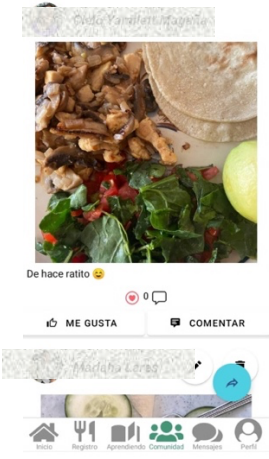 De hace ratito 😊
0
ME GUSTA
COMENTAR
Inicio
Registro
Aprendiendo
Comunidad
Mensajes
Perfil